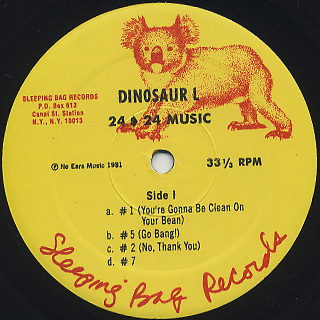 SLEEPING BAG RECORDS
P.O. Box 613
Canal St. Station
N.Y., N.Y. 10013
DINOSAUR L
24 ♦ 24 MUSIC
℗ No Ears Music 1981
33 ⅓ RPM
Side I
a. #1 (You're Gonna Be Clean On
Your Bean)
b. #5 (Go Bang!)
c. #2 (No, Thank You)
d. #7
Sleeping Bag Records